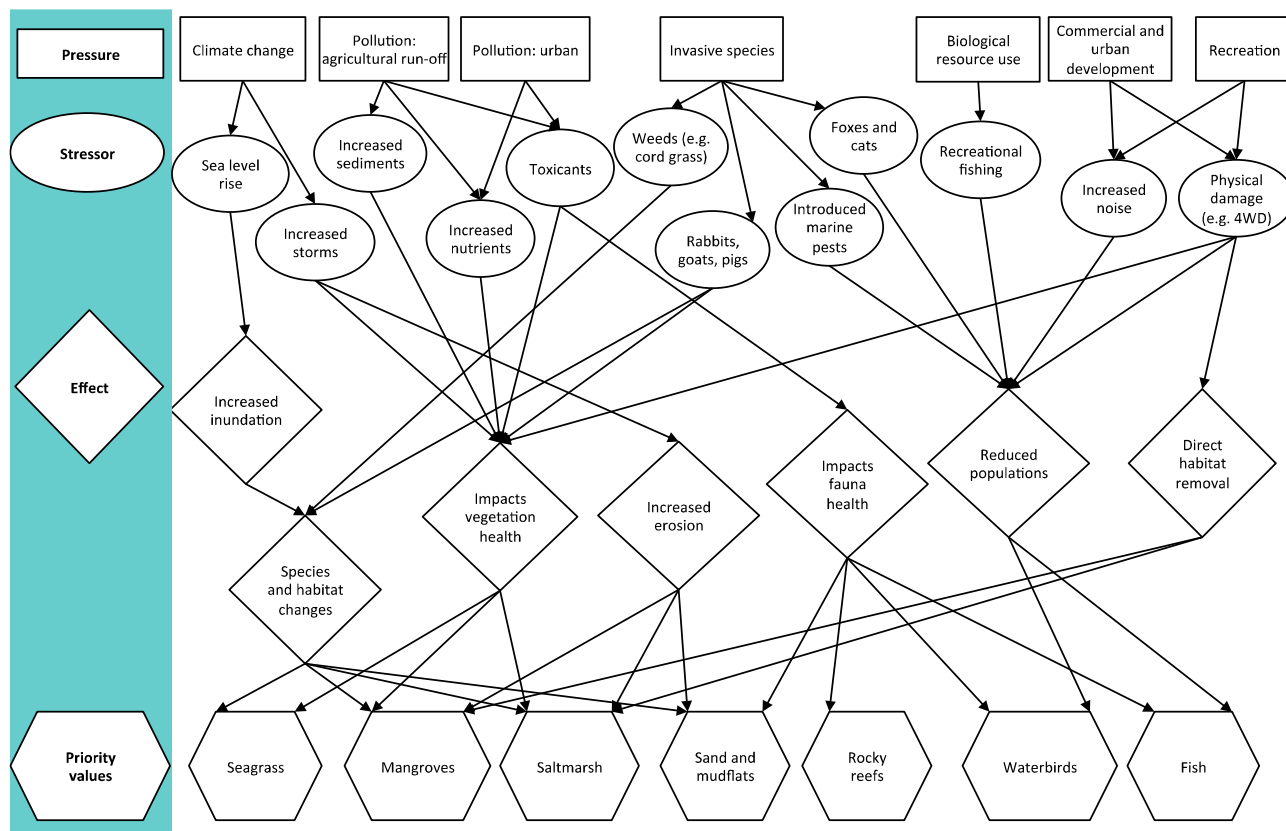 Pressure
Climate change
Pollution:
agricultural run-off
Pollution: urban
Invasive species
Biological
resource use
Commercial and
urban
development
Recreation
Stressor
Sea level
rise
Increased
storms
Increased
sediments
Increased
nutrients
Toxicants
Weeds (e.g.
cord grass)
Rabbits,
goats, pigs
Introduced
marine
pests
Foxes and
cats
Recreational
fishing
Increased
noise
Physical
damage
(e.g. 4WD)
Effect
Increased
inundation
Species
and habitat
changes
Impacts
vegetation
health
Increased
erosion
Impacts
fauna
health
Reduced
populations
Direct
habitat
removal
Priority
values
Seagrass
Mangroves
Saltmarsh
Sand and
mudflats
Rocky
reefs
Waterbirds
Fish